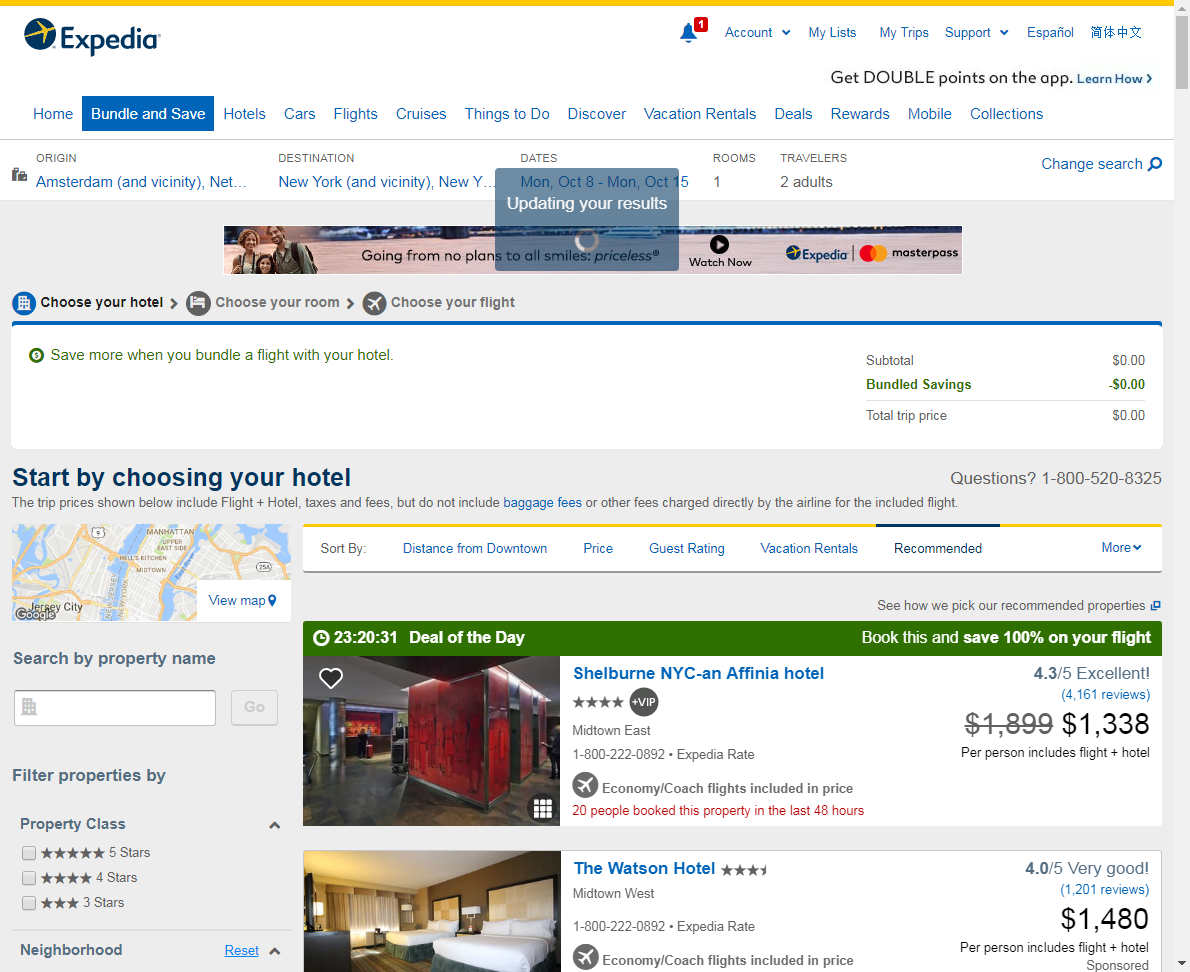 Expedia
1
Account
My Lists
My Trips
Support
Español
简体中文
Get DOUBLE points on the app. Learn How
Home
Bundle and Save
Hotels
Cars
Flights
Cruises
Things to Do
Discover
Vacation Rentals
Deals
Rewards
Mobile
Collections
ORIGIN
DESTINATION
DATES
ROOMS
TRAVELERS
Amsterdam (and vicinity), Net...
New York (and vicinity), New Y...
Mon, Oct 8 - Mon, Oct 15
1
2 adults
Change search
Updating your results
Going from no plans to all smiles: priceless®
Watch Now
Expedia
masterpass
Choose your hotel
Choose your room
Choose your flight
Save more when you bundle a flight with your hotel.
Subtotal $0.00
Bundled Savings -$0.00
Total trip price $0.00
Start by choosing your hotel
Questions? 1-800-520-8325
The trip prices shown below include Flight + Hotel, taxes and fees, but do not include baggage fees or other fees charged directly by the airline for the included flight.
MANHATTAN
UPPER
EAST SIDE
HELL'S KITCHEN
MIDTOWN
East River
NEW JERSEY
NEW YORK
9
25A
Jersey City
Google
View map
Sort By:
Distance from Downtown
Price
Guest Rating
Vacation Rentals
Recommended
More
See how we pick our recommended properties
Search by property name
Go
Filter properties by
Property Class
5 Stars
4 Stars
3 Stars
Neighborhood
Reset
23:20:31 Deal of the Day
Book this and save 100% on your flight
Shelburne NYC-an Affinia hotel
+VIP
Midtown East
1-800-222-0892 • Expedia Rate
Economy/Coach flights included in price
20 people booked this property in the last 48 hours
4.3/5 Excellent!
(4,161 reviews)
$1,899 $1,338
Per person includes flight + hotel
The Watson Hotel
Midtown West
1-800-222-0892 • Expedia Rate
Economy/Coach flights included in price
4.0/5 Very good!
(1,201 reviews)
$1,480
Per person includes flight + hotel
Sponsored